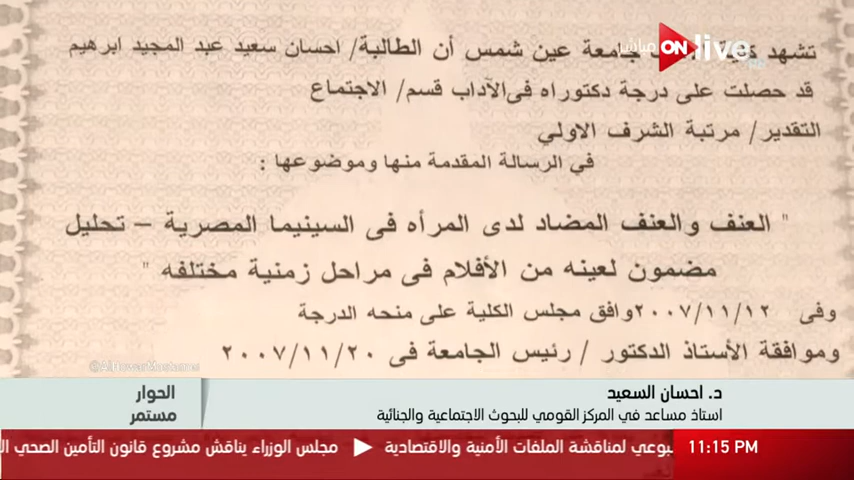 مباشر ON live
تشهد جامعة عين شمس أن الطالبة/ احسان سعيد عبد المجيد ابرهيم
قد حصلت على درجة دكتوراه فى الآداب قسم/ الاجتماع
التقدير/ مرتبة الشرف الاولي
في الرسالة المقدمة منها وموضوعها :
" العنف والعنف المضاد لدى المرأه فى السينيما المصرية – تحليل
مضمون لعينه من الأفلام فى مراحل زمنية مختلفه "
وفى ٢٠٠٧/١١/١٢ وافق مجلس الكلية على منحه الدرجة
وموافقة الأستاذ الدكتور / رئيس الجامعة فى ٢٠٠٧/١١/٢٠
@AlHowarMostamer
الحوار
مستمر
د. احسان السعيد
استاذ مساعد في المركز القومي للبحوث الاجتماعية والجنائية
11:15 PM
بوعي لمناقشة الملفات الأمنية والاقتصادية ◀ مجلس الوزراء يناقش مشروع قانون التأمين الصحي ال